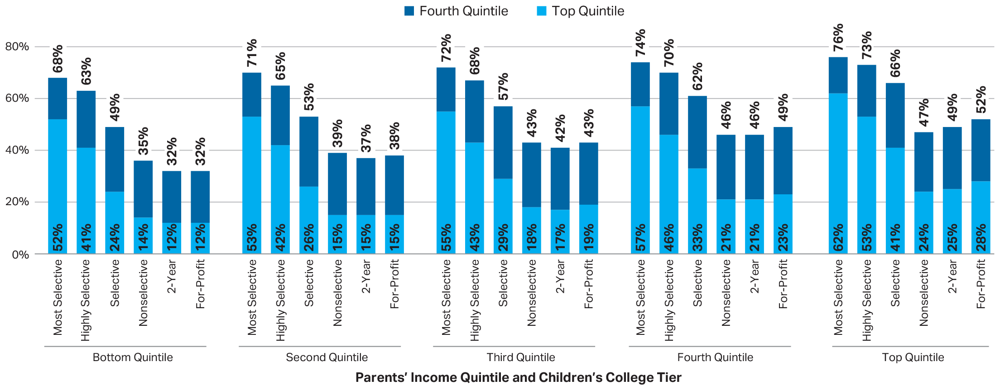 Fourth Quintile Top Quintile
80%
60%
40%
20%
0%
68% 63% 49% 35% 32% 32%
52% 41% 24% 14% 12% 12%
Most Selective
Highly Selective
Selective
Nonselective
2-Year
For-Profit
Bottom Quintile
71% 65% 53% 39% 37% 38%
53% 42% 26% 15% 15% 15%
Most Selective
Highly Selective
Selective
Nonselective
2-Year
For-Profit
Second Quintile
72% 68% 57% 43% 42% 43%
55% 43% 29% 18% 17% 19%
Most Selective
Highly Selective
Selective
Nonselective
2-Year
For-Profit
Third Quintile
74% 70% 62% 46% 46% 49%
57% 46% 33% 21% 21% 23%
Most Selective
Highly Selective
Selective
Nonselective
2-Year
For-Profit
Fourth Quintile
76% 73% 66% 47% 49% 52%
62% 53% 41% 24% 25% 28%
Most Selective
Highly Selective
Selective
Nonselective
2-Year
For-Profit
Top Quintile
Parents’ Income Quintile and Children’s College Tier